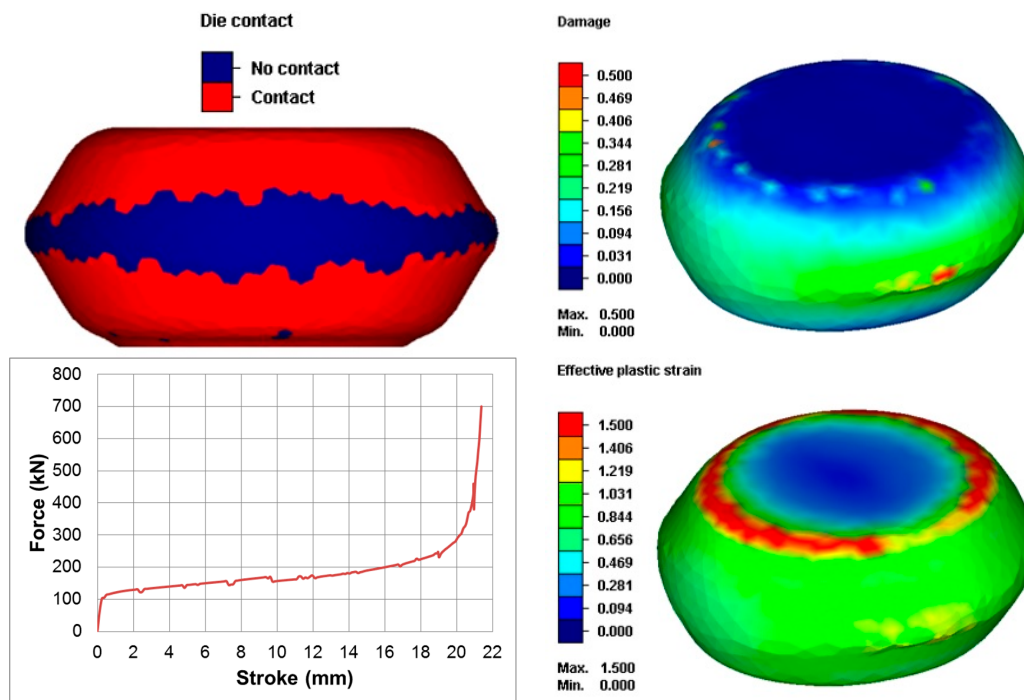 Die contact
No contact
Contact
Damage
0.500
0.469
0.406
0.344
0.281
0.219
0.156
0.094
0.031
0.000
Max. 0.500
Min. 0.000
800
700
600
500
400
300
200
100
0
Force (kN)
0 2 4 6 8 10 12 14 16 18 20 22
Stroke (mm)
Effective plastic strain
1.500
1.406
1.219
1.031
0.844
0.656
0.469
0.281
0.094
0.000
Max. 1.500
Min. 0.000